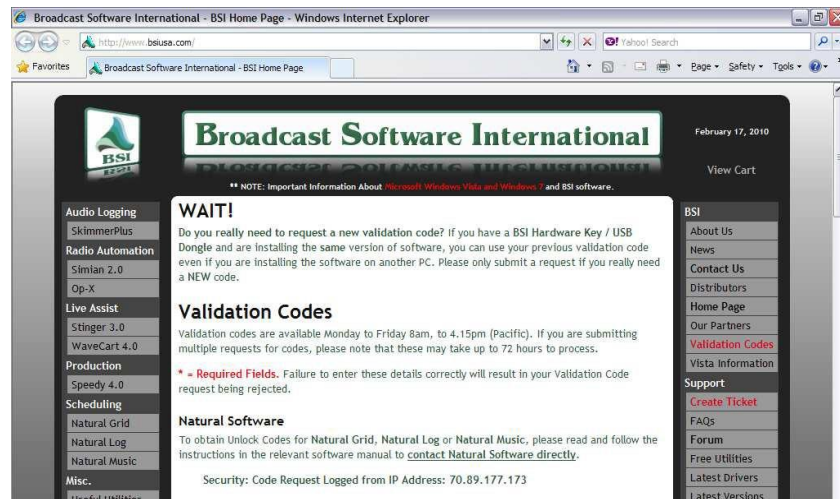 Broadcast Software International - BSI Home Page - Windows Internet Explorer
http://www.bsiusa.com/
Yahoo! Search
Favorites
Broadcast Software International - BSI Home Page
Page
Safety
Tools
BSI
Broadcast Software International
February 17, 2010
View Cart
** NOTE: Important Information About Microsoft Windows Vista and Windows 7 and BSI software.
Audio Logging
SkimmerPlus
Radio Automation
Simian 2.0
Op-X
Live Assist
Stinger 3.0
WaveCart 4.0
Production
Speedy 4.0
Scheduling
Natural Grid
Natural Log
Natural Music
Misc.
Useful Utilities
WAIT!
Do you really need to request a new validation code? If you have a BSI Hardware Key / USB
Dongle and are installing the same version of software, you can use your previous validation code
even if you are installing the software on another PC. Please only submit a request if you really need
a NEW code.
Validation Codes
Validation codes are available Monday to Friday 8am, to 4.15pm (Pacific). If you are submitting
multiple requests for codes, please note that these may take up to 72 hours to process.
* = Required Fields. Failure to enter these details correctly will result in your Validation Code
request being rejected.
Natural Software
To obtain Unlock Codes for Natural Grid, Natural Log or Natural Music, please read and follow the
instructions in the relevant software manual to contact Natural Software directly.
Security: Code Request Logged from IP Address: 70.89.177.173
BSI
About Us
News
Contact Us
Distributors
Home Page
Our Partners
Validation Codes
Vista Information
Support
Create Ticket
FAQs
Forum
Free Utilities
Latest Drivers
Latest Versions